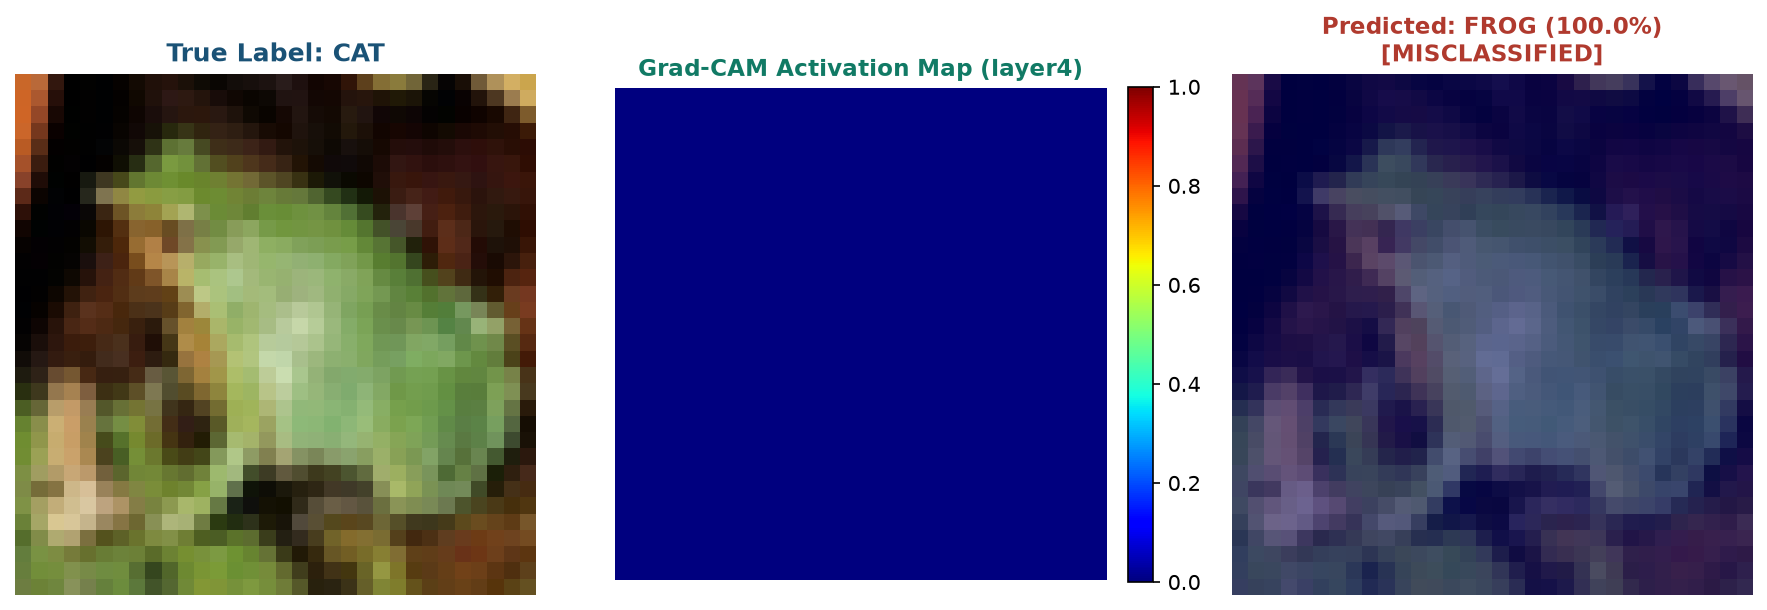 True Label: CAT
Grad-CAM Activation Map (layer4)
1.0
0.8
0.6
0.4
0.2
0.0
Predicted: FROG (100.0%)
[MISCLASSIFIED]